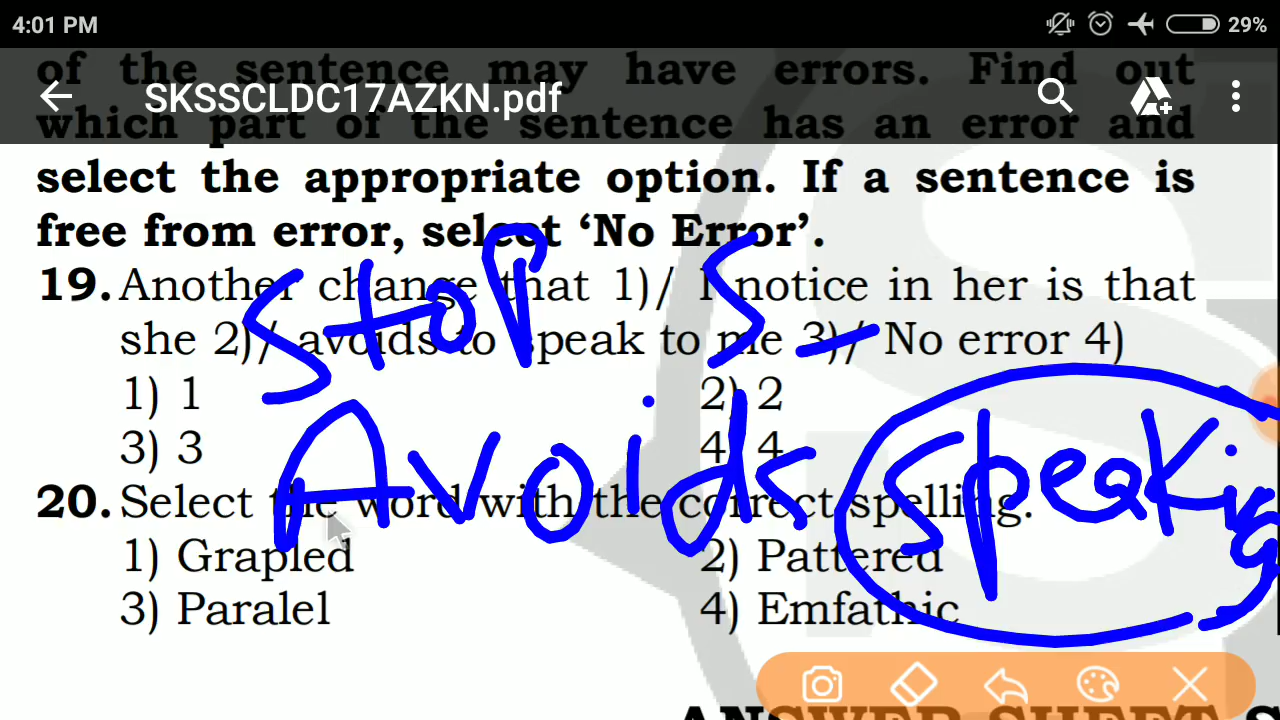 4:01 PM
29%
of the sentence may have errors. Find out
SKSSCLDC17AZKN.pdf
which part of the sentence has an error and
select the appropriate option. If a sentence is
free from error, select ‘No Error’.
19. Another change that 1)/ I notice in her is that
she 2)/ avoids to speak to me 3)/ No error 4)
1) 1 2) 2
3) 3 4) 4
20. Select the word with the correct spelling.
1) Grapled 2) Pattered
3) Paralel 4) Emfathic
Stop S
Avoids Speaking
ANSWER SHEET S